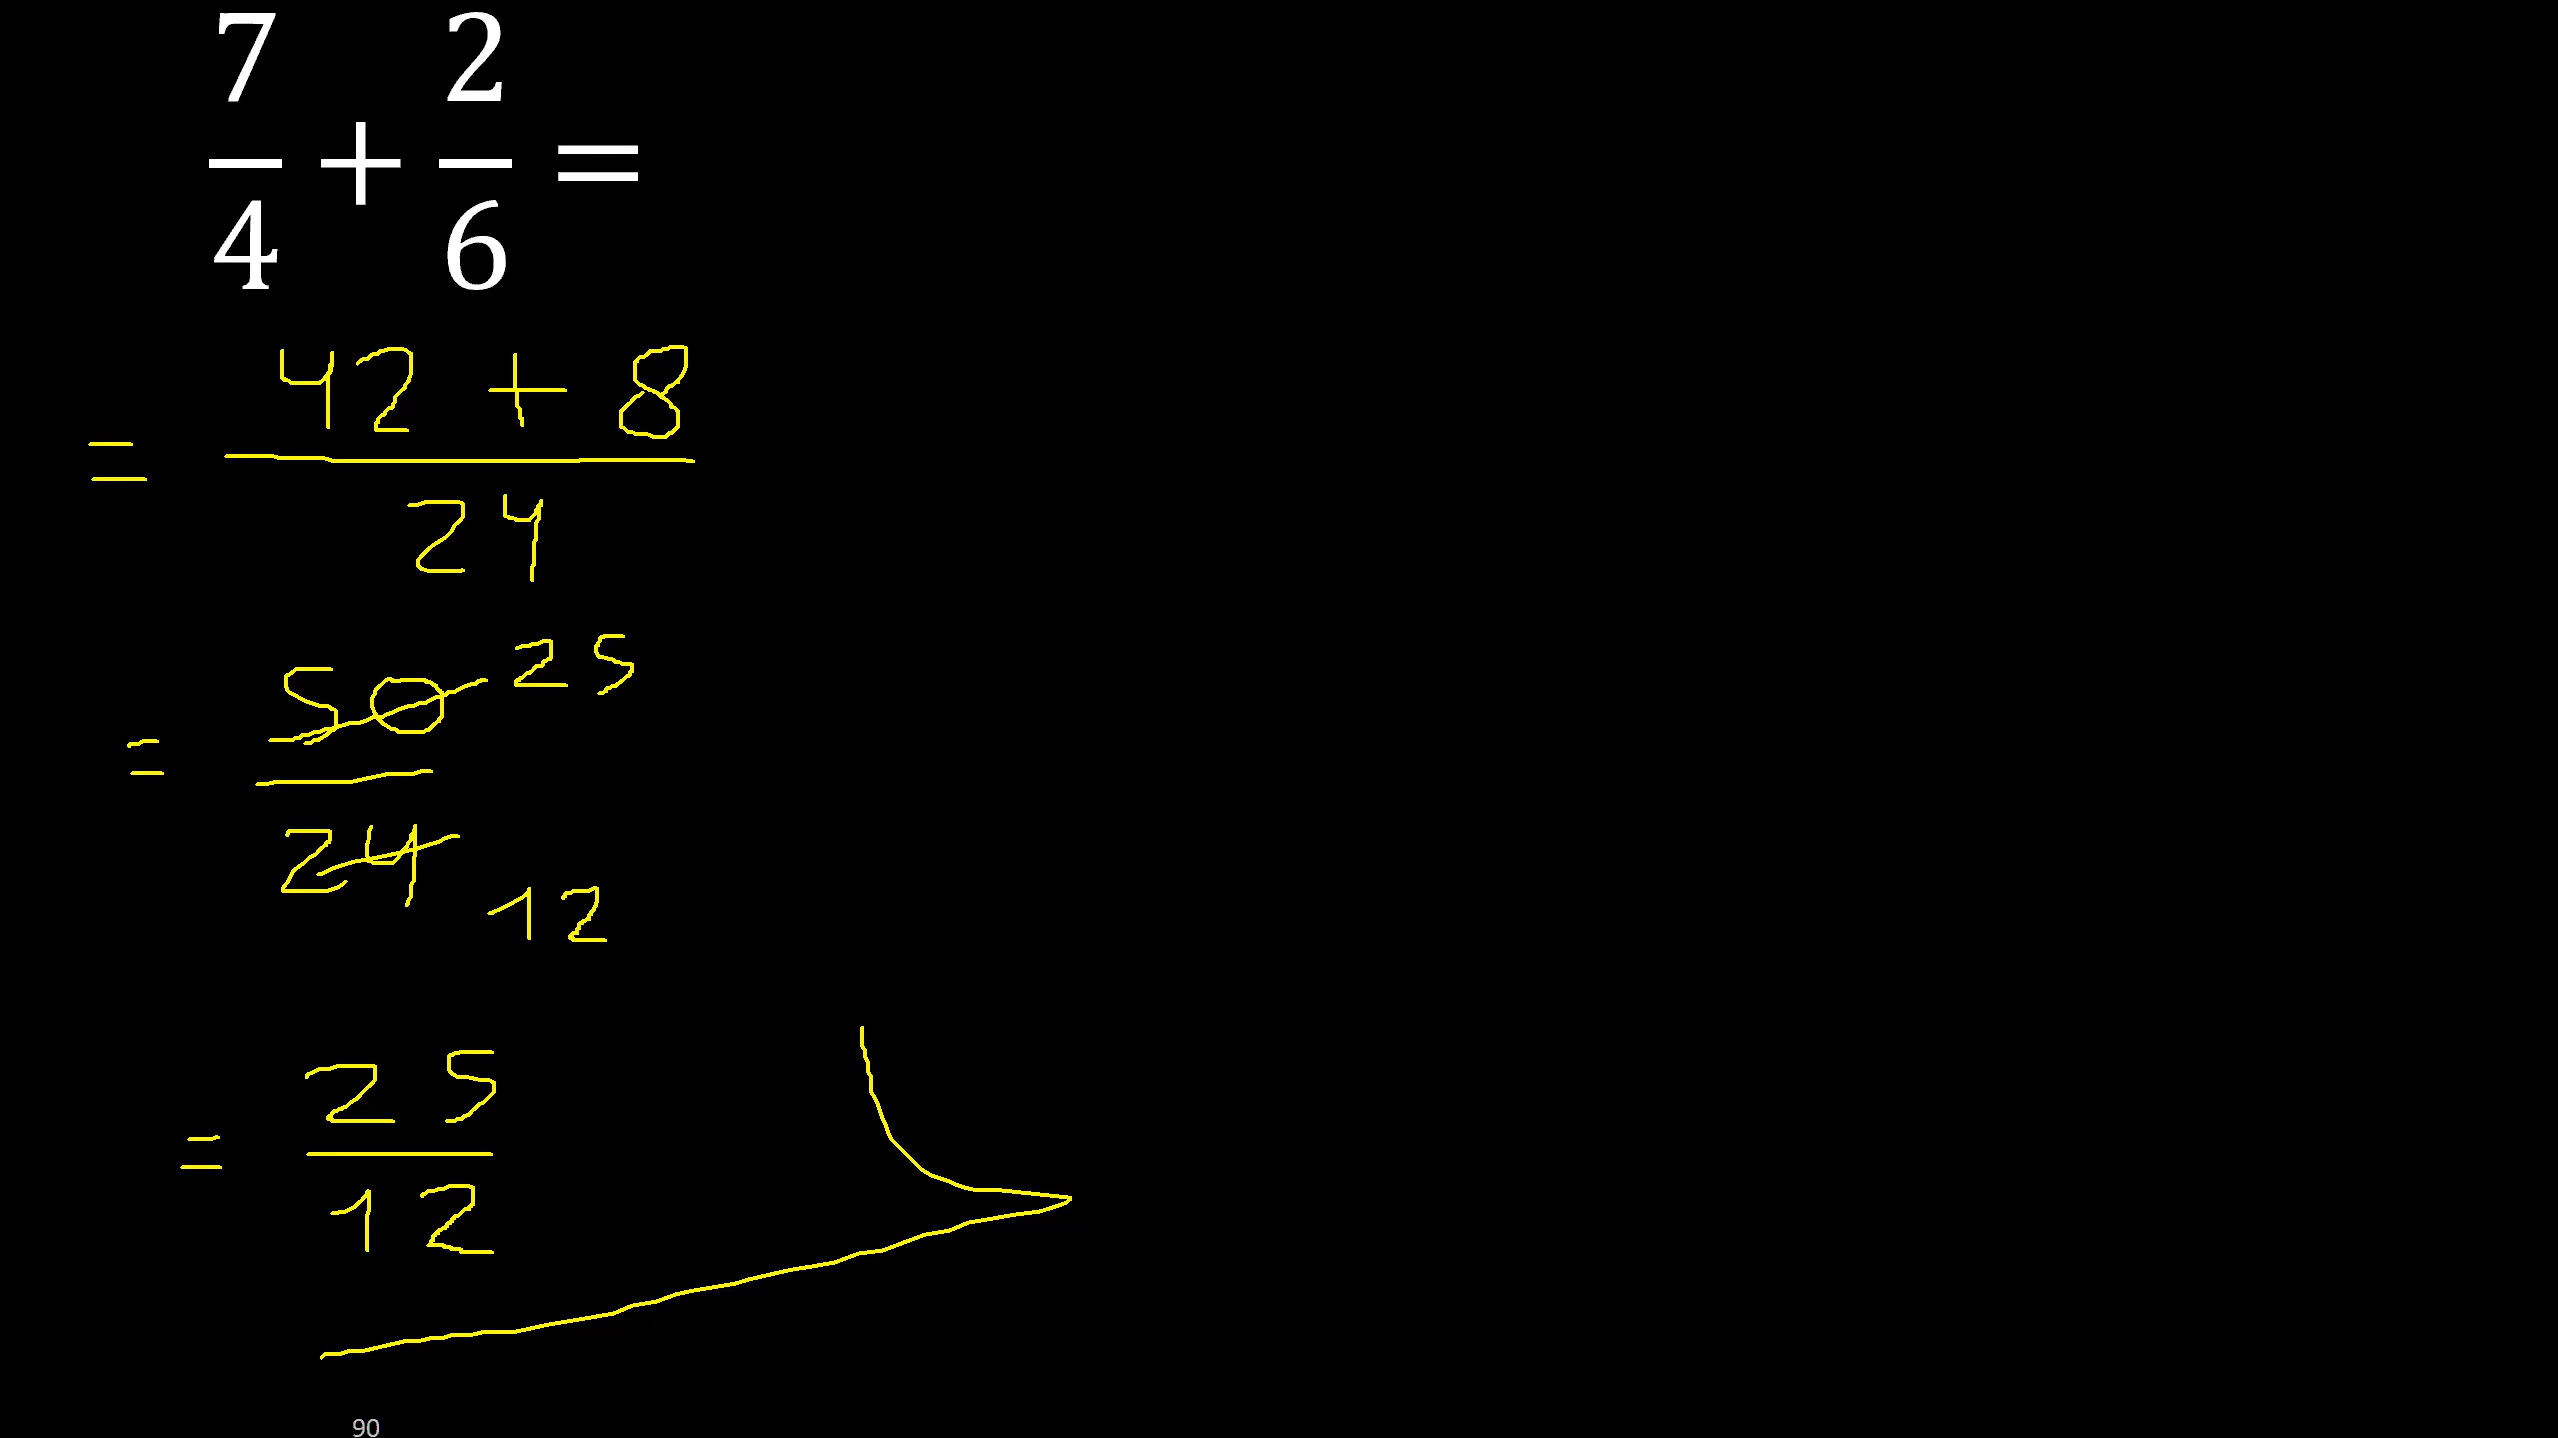 7/4 + 2/6 =
= (42 + 8)/24
= 50/24 25/12
= 25/12
90